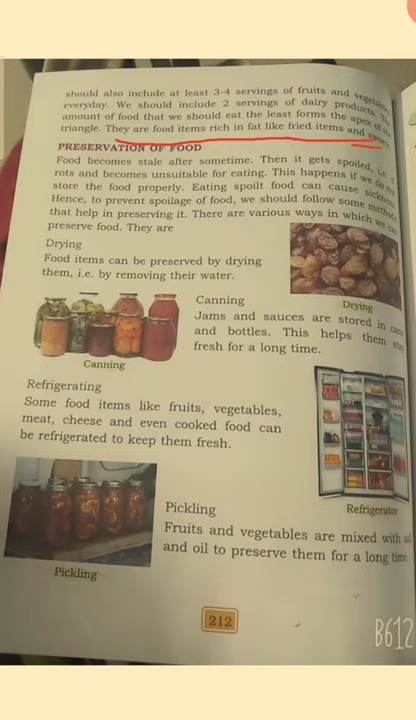 should also include at least 3-4 servings of fruits and vegetables
everyday. We should include 2 servings of dairy products. The
amount of food that we should eat the least forms the apex of the
triangle. They are food items rich in fat like fried items and sweets
PRESERVATION OF FOOD
Food becomes stale after sometime. Then it gets spoiled, i.e.
rots and becomes unsuitable for eating. This happens if we do not
store the food properly. Eating spoilt food can cause sickness
Hence, to prevent spoilage of food, we should follow some methods
that help in preserving it. There are various ways in which we can
preserve food. They are
Drying
Food items can be preserved by drying
them, i.e. by removing their water.
Drying
Canning
Jams and sauces are stored in cans
and bottles. This helps them stay
fresh for a long time.
Canning
Refrigerating
Some food items like fruits, vegetables,
meat, cheese and even cooked food can
be refrigerated to keep them fresh.
Refrigerator
Pickling
Fruits and vegetables are mixed with
and oil to preserve them for a long time
Pickling
212
B612